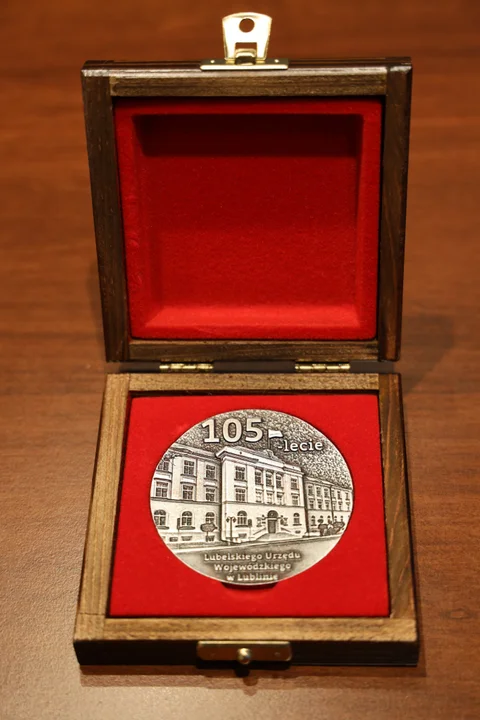 105-lecie
Lubelskiego Urzędu
Wojewódzkiego
w Lublinie